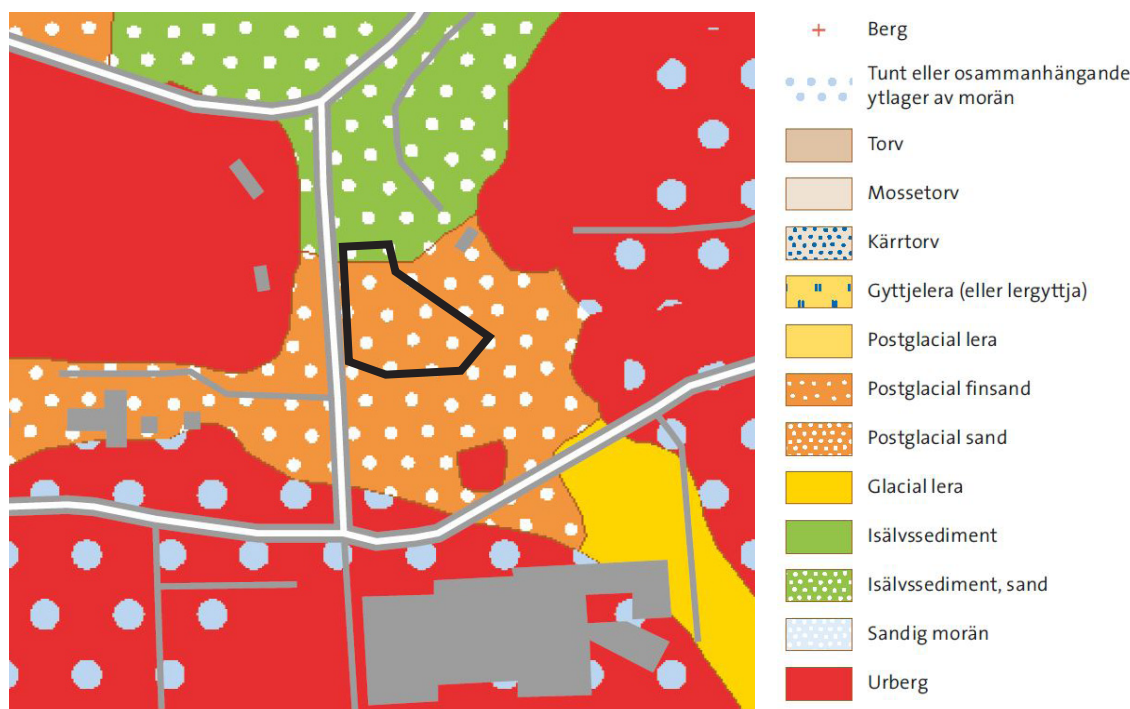 Berg
Tunt eller osammanhängande
ytlager av morän
Torv
Mossetorv
Kärrtorv
Gyttjelera (eller lergyttja)
Postglacial lera
Postglacial finsand
Postglacial sand
Glacial lera
Isälvssediment
Isälvssediment, sand
Sandig morän
Urberg